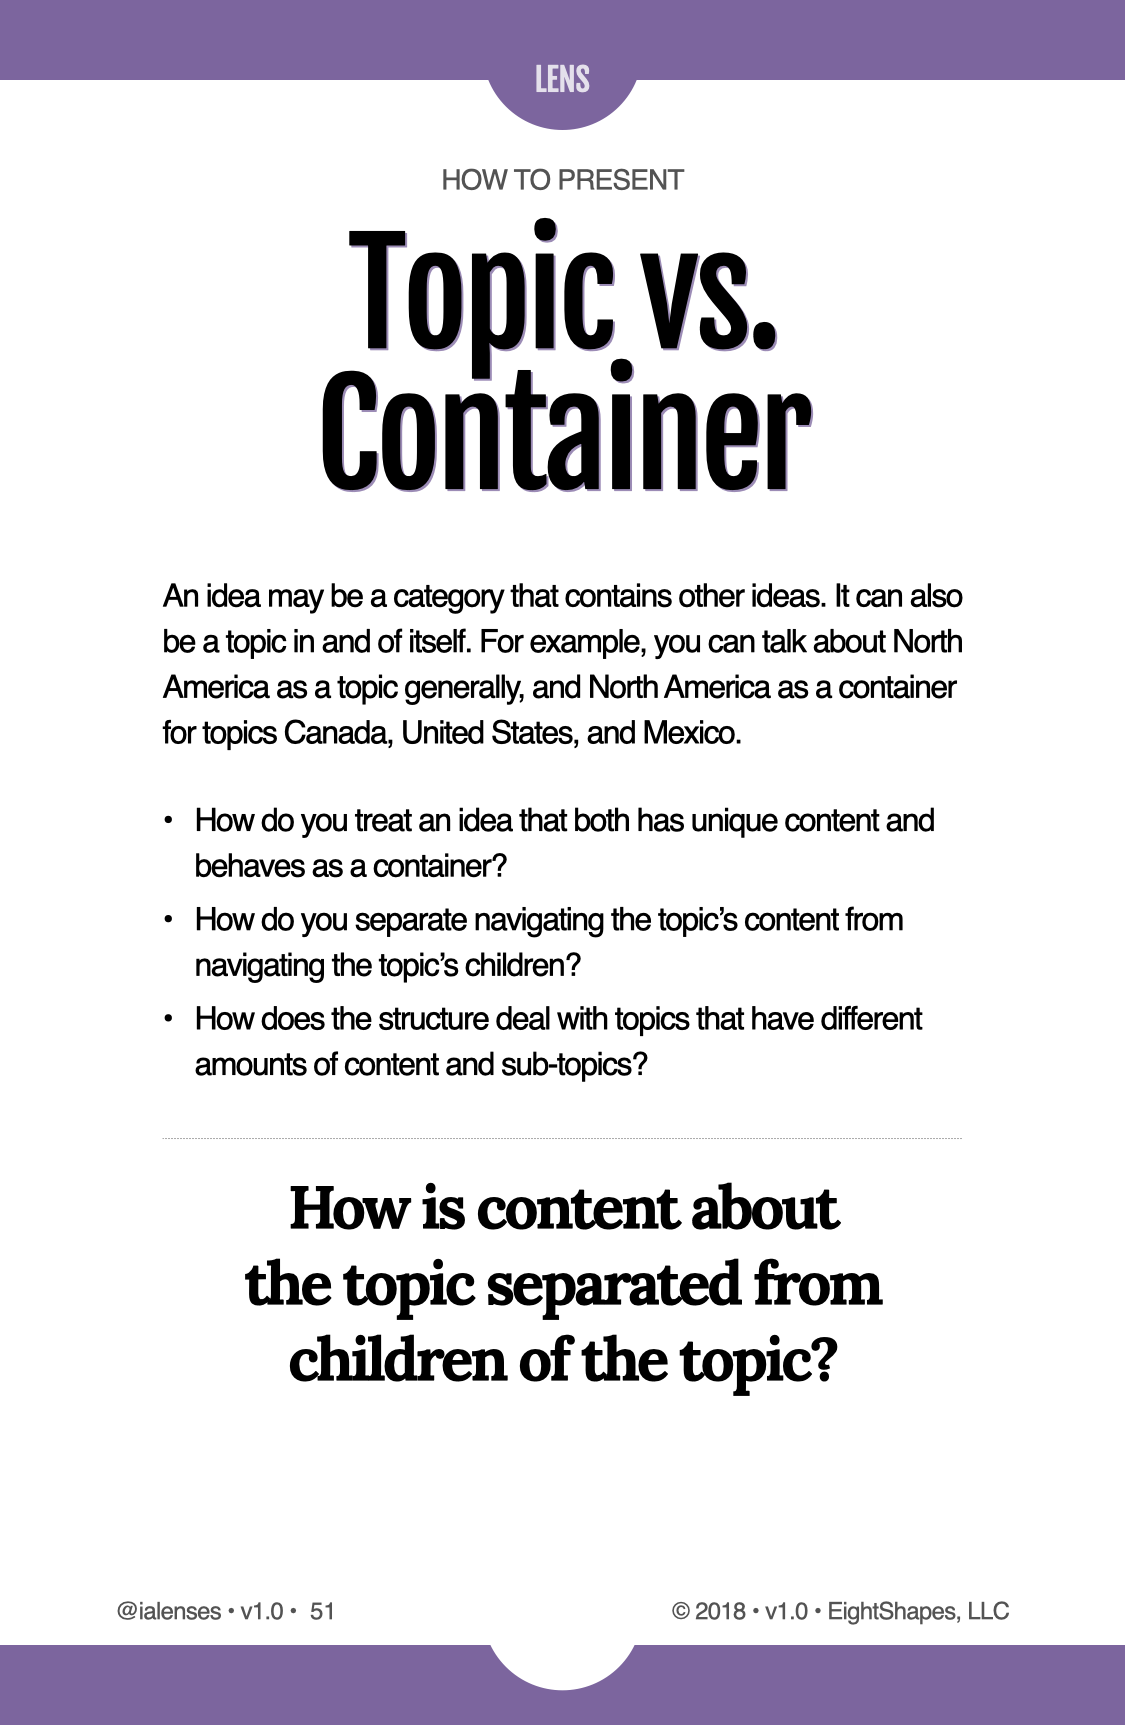 LENS
HOW TO PRESENT
Topic vs.
Container
An idea may be a category that contains other ideas. It can also
be a topic in and of itself. For example, you can talk about North
America as a topic generally, and North America as a container
for topics Canada, United States, and Mexico.
• How do you treat an idea that both has unique content and
behaves as a container?
• How do you separate navigating the topic’s content from
navigating the topic’s children?
• How does the structure deal with topics that have different
amounts of content and sub-topics?
How is content about
the topic separated from
children of the topic?
@ialenses • v1.0 • 51
© 2018 • v1.0 • EightShapes, LLC